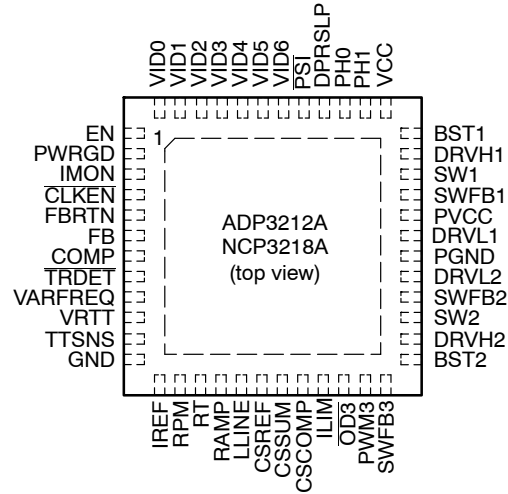 VID0
VID1
VID2
VID3
VID4
VID5
VID6
PSI
DPRSLP
PH0
PH1
VCC
EN
PWRGD
IMON
CLKEN
FBRTN
FB
COMP
TRDET
VARFREQ
VRTT
TTSNS
GND
1
ADP3212A
NCP3218A
(top view)
BST1
DRVH1
SW1
SWFB1
PVCC
DRVL1
PGND
DRVL2
SWFB2
SW2
DRVH2
BST2
IREF
RPM
RT
RAMP
LLINE
CSREF
CSSUM
CSCOMP
ILIM
OD3
PWM3
SWFB3